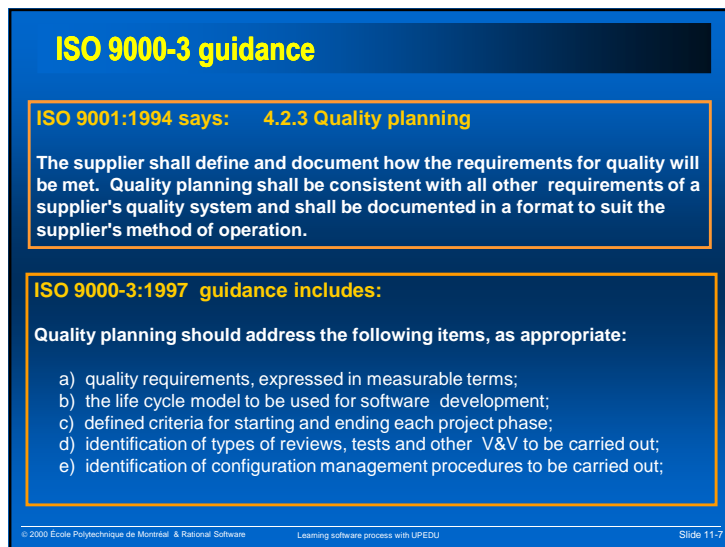 ISO 9000-3 guidance
ISO 9001:1994 says: 4.2.3 Quality planning
The supplier shall define and document how the requirements for quality will
be met. Quality planning shall be consistent with all other requirements of a
supplier's quality system and shall be documented in a format to suit the
supplier's method of operation.
ISO 9000-3:1997 guidance includes:
Quality planning should address the following items, as appropriate:
a) quality requirements, expressed in measurable terms;
b) the life cycle model to be used for software development;
c) defined criteria for starting and ending each project phase;
d) identification of types of reviews, tests and other V&V to be carried out;
e) identification of configuration management procedures to be carried out;
© 2000 École Polytechnique de Montréal & Rational Software Learning software process with UPEDU Slide 11-7